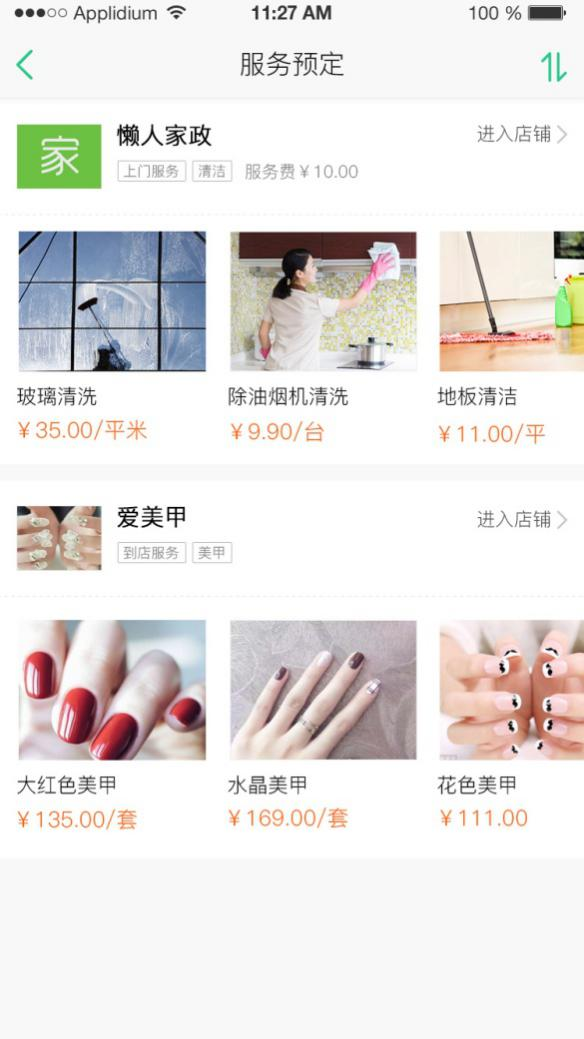 Applidium 11:27 AM 100 %
服务预定
家
懒人家政
进入店铺
上门服务 清洁 服务费￥10.00
玻璃清洗 除油烟机清洗 地板清洁
￥35.00/平米 ￥9.90/台 ￥11.00/平
爱美甲
进入店铺
到店服务 美甲
大红色美甲 水晶美甲 花色美甲
￥135.00/套 ￥169.00/套 ￥111.00